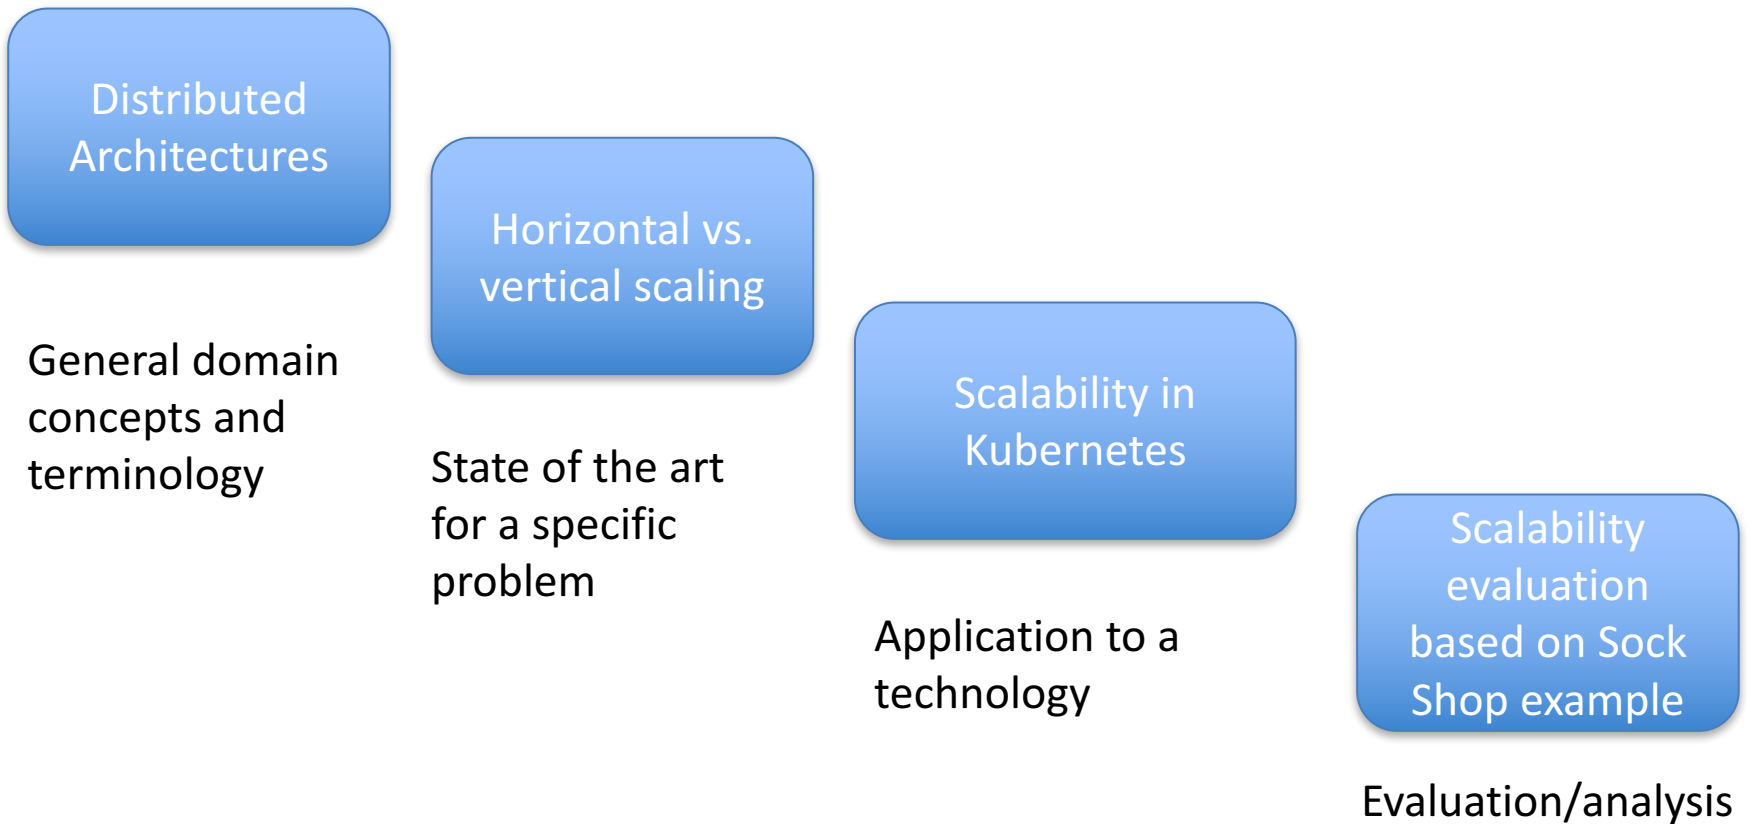 Distributed
Architectures
General domain
concepts and
terminology
Horizontal vs.
vertical scaling
State of the art
for a specific
problem
Scalability in
Kubernetes
Application to a
technology
Scalability
evaluation
based on Sock
Shop example
Evaluation/analysis